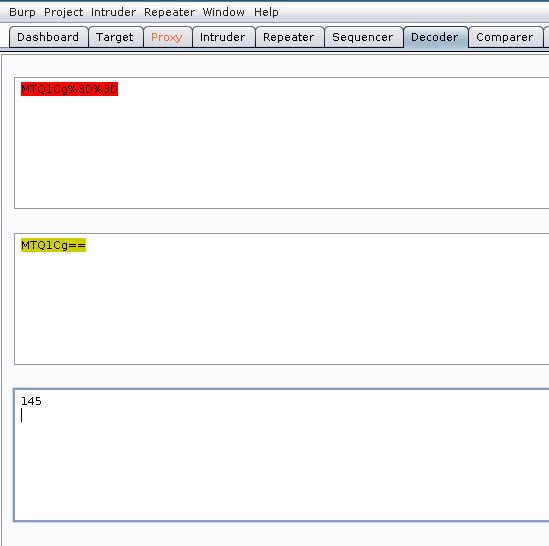 Burp Project Intruder Repeater Window Help
Dashboard Target Proxy Intruder Repeater Sequencer Decoder Comparer
MTQ1Cg%3D%3D
MTQ1Cg==
145